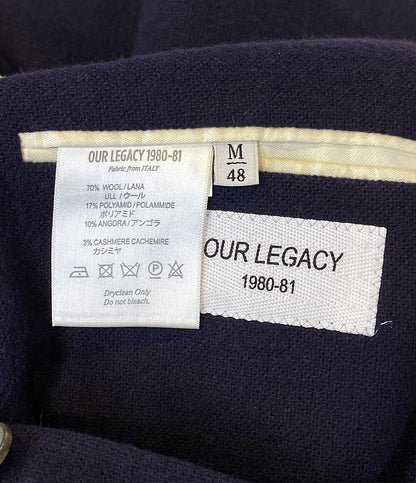 OUR LEGACY 1980-81
Fabric from ITALY
70% WOOL/LANA
ULL/ウール
17% POLYAMID/POLAMMIDE
ポリアミド
10% ANGORA/アンゴラ
3% CASHMERE CACHEMIRE
カシミヤ
P
Dryclean Only
Do not bleach.
M
48
OUR LEGACY
1980-81